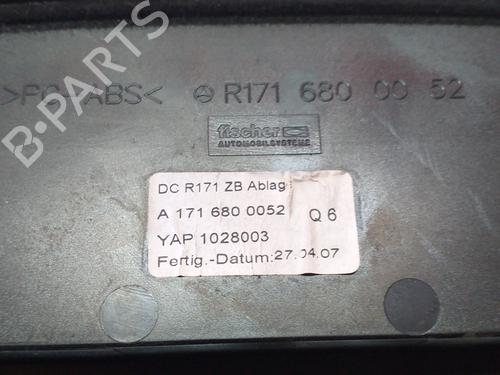 >PC+ABS< R171 680 00 52
fischer
AUTOMOBILSYSTEME
DC R171 ZB Ablag
A 171 680 0052 Q 6
YAP 1028003
Fertig.-Datum:27.04.07
B-PARTS